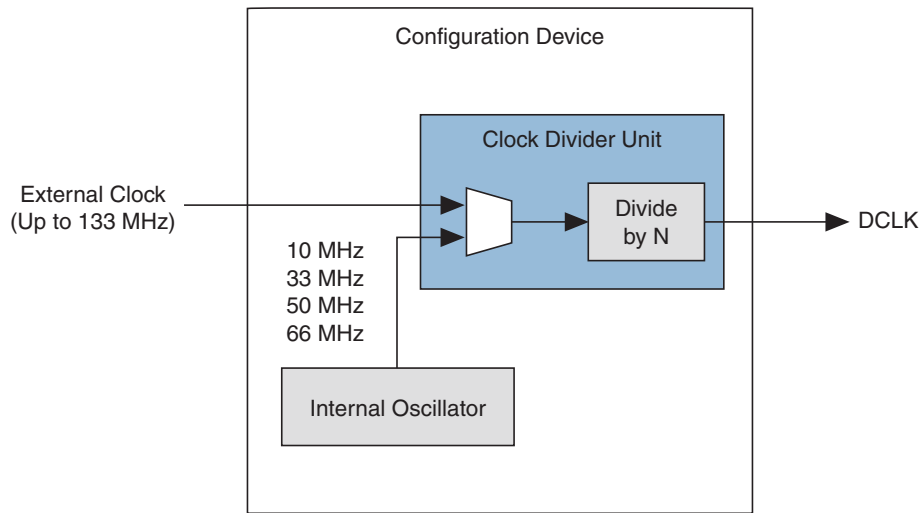 Configuration Device
Clock Divider Unit
External Clock
(Up to 133 MHz)
Divide
by N
DCLK
10 MHz
33 MHz
50 MHz
66 MHz
Internal Oscillator